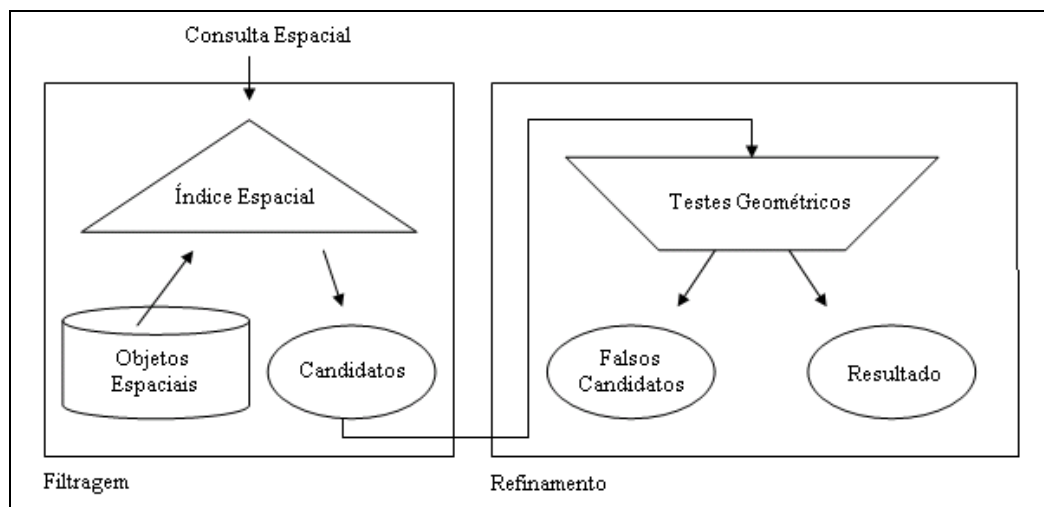 Consulta Espacial
Índice Espacial
Objetos
Espaciais
Candidatos
Filtragem
Testes Geométricos
Falsos
Candidatos
Resultado
Refinamento